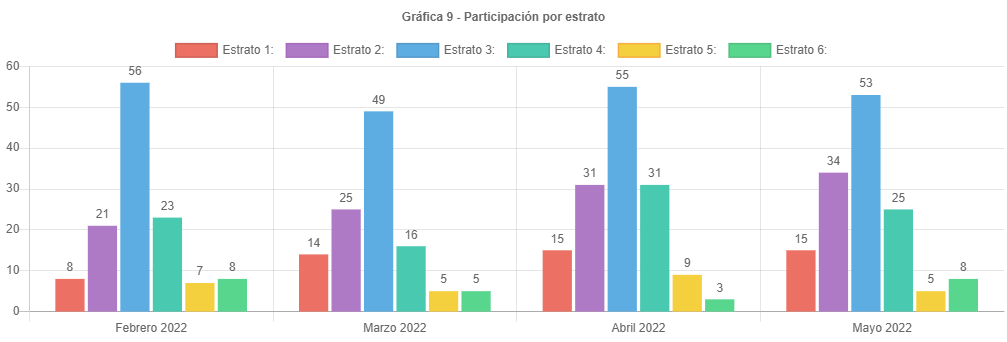 Gráfica 9 - Participación por estrato
Estrato 1: Estrato 2: Estrato 3: Estrato 4: Estrato 5: Estrato 6:
60
50
40
30
20
10
0
8 21 56 23 7 8
14 25 49 16 5 5
15 31 55 31 9 3
15 34 53 25 5 8
Febrero 2022 Marzo 2022 Abril 2022 Mayo 2022